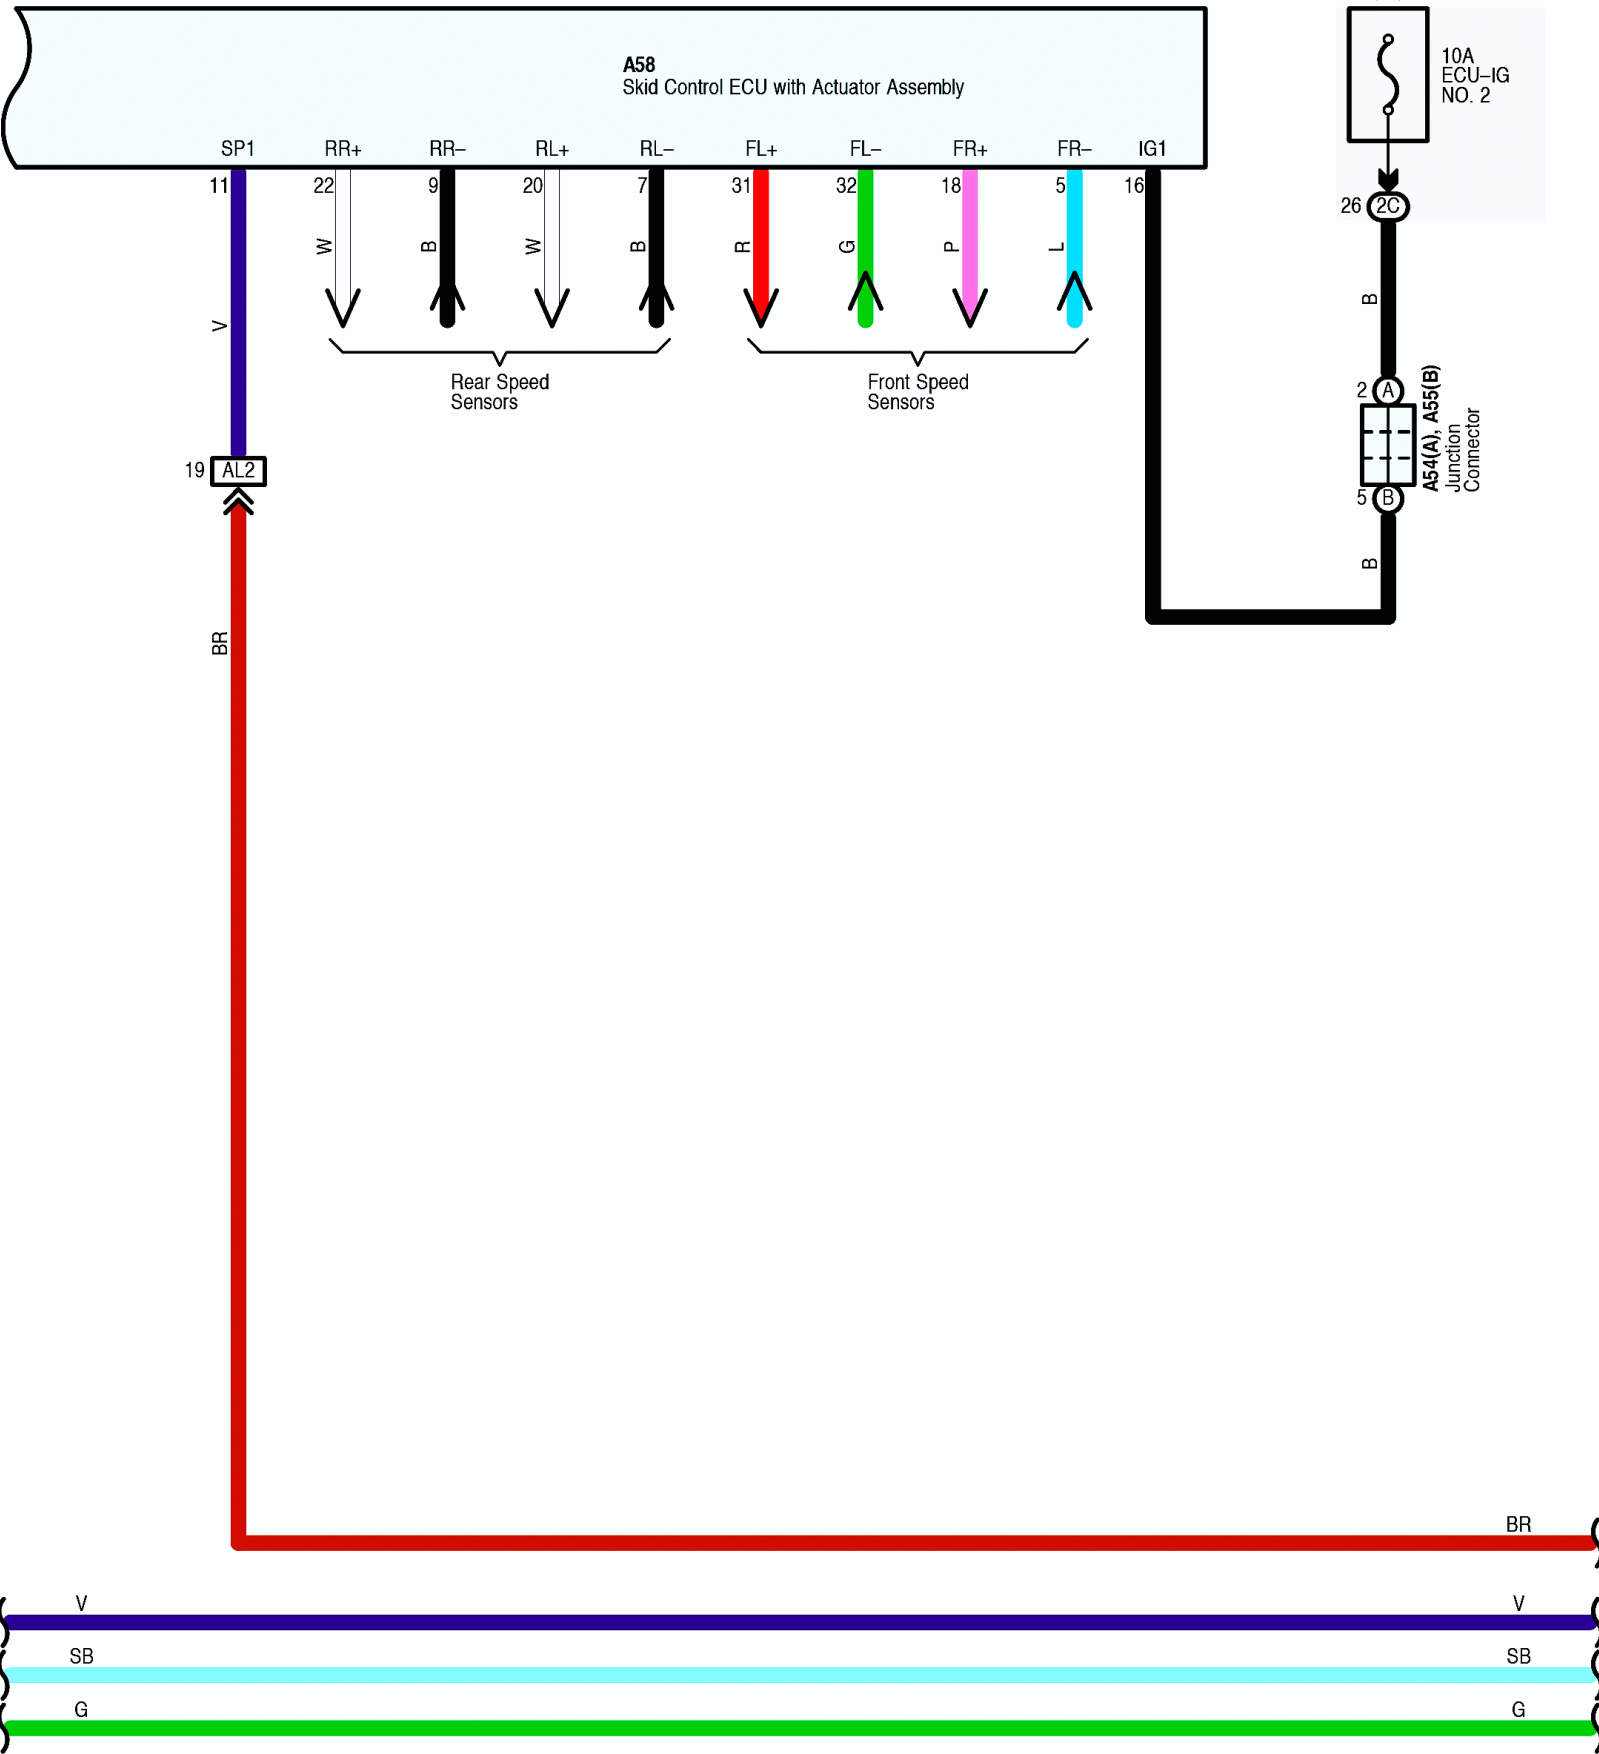 A58
Skid Control ECU with Actuator Assembly
10A
ECU–IG
NO. 2
SP1 RR+ RR– RL+ RL– FL+ FL– FR+ FR– IG1
11 22 9 20 7 31 32 18 5 16
26 2C
W B W B R G P L
B
V
2 A
Rear Speed
Sensors
Front Speed
Sensors
A54(A), A55(B)
Junction
Connector
19 AL2
5 B
B
BR
BR
V V
SB SB
G G